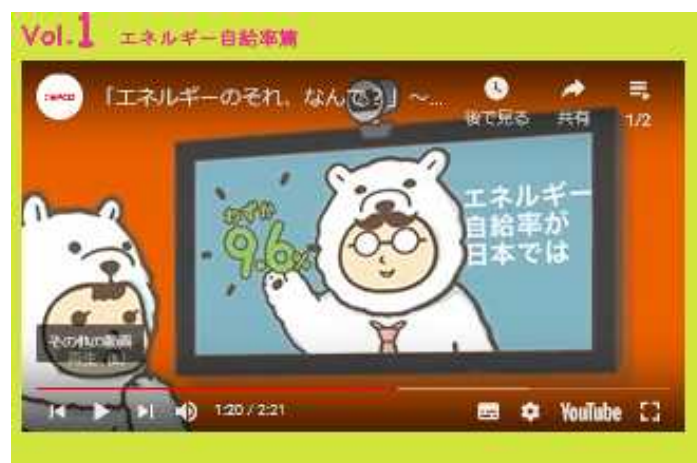 Vol.1 エネルギー自給率篇
「エネルギーのそれ、なんで?」～...
後で見る
共有
1/2
エネルギー
自給率が
日本では
わずか
9.6%
その他の動画
1:20 / 2:21
YouTube